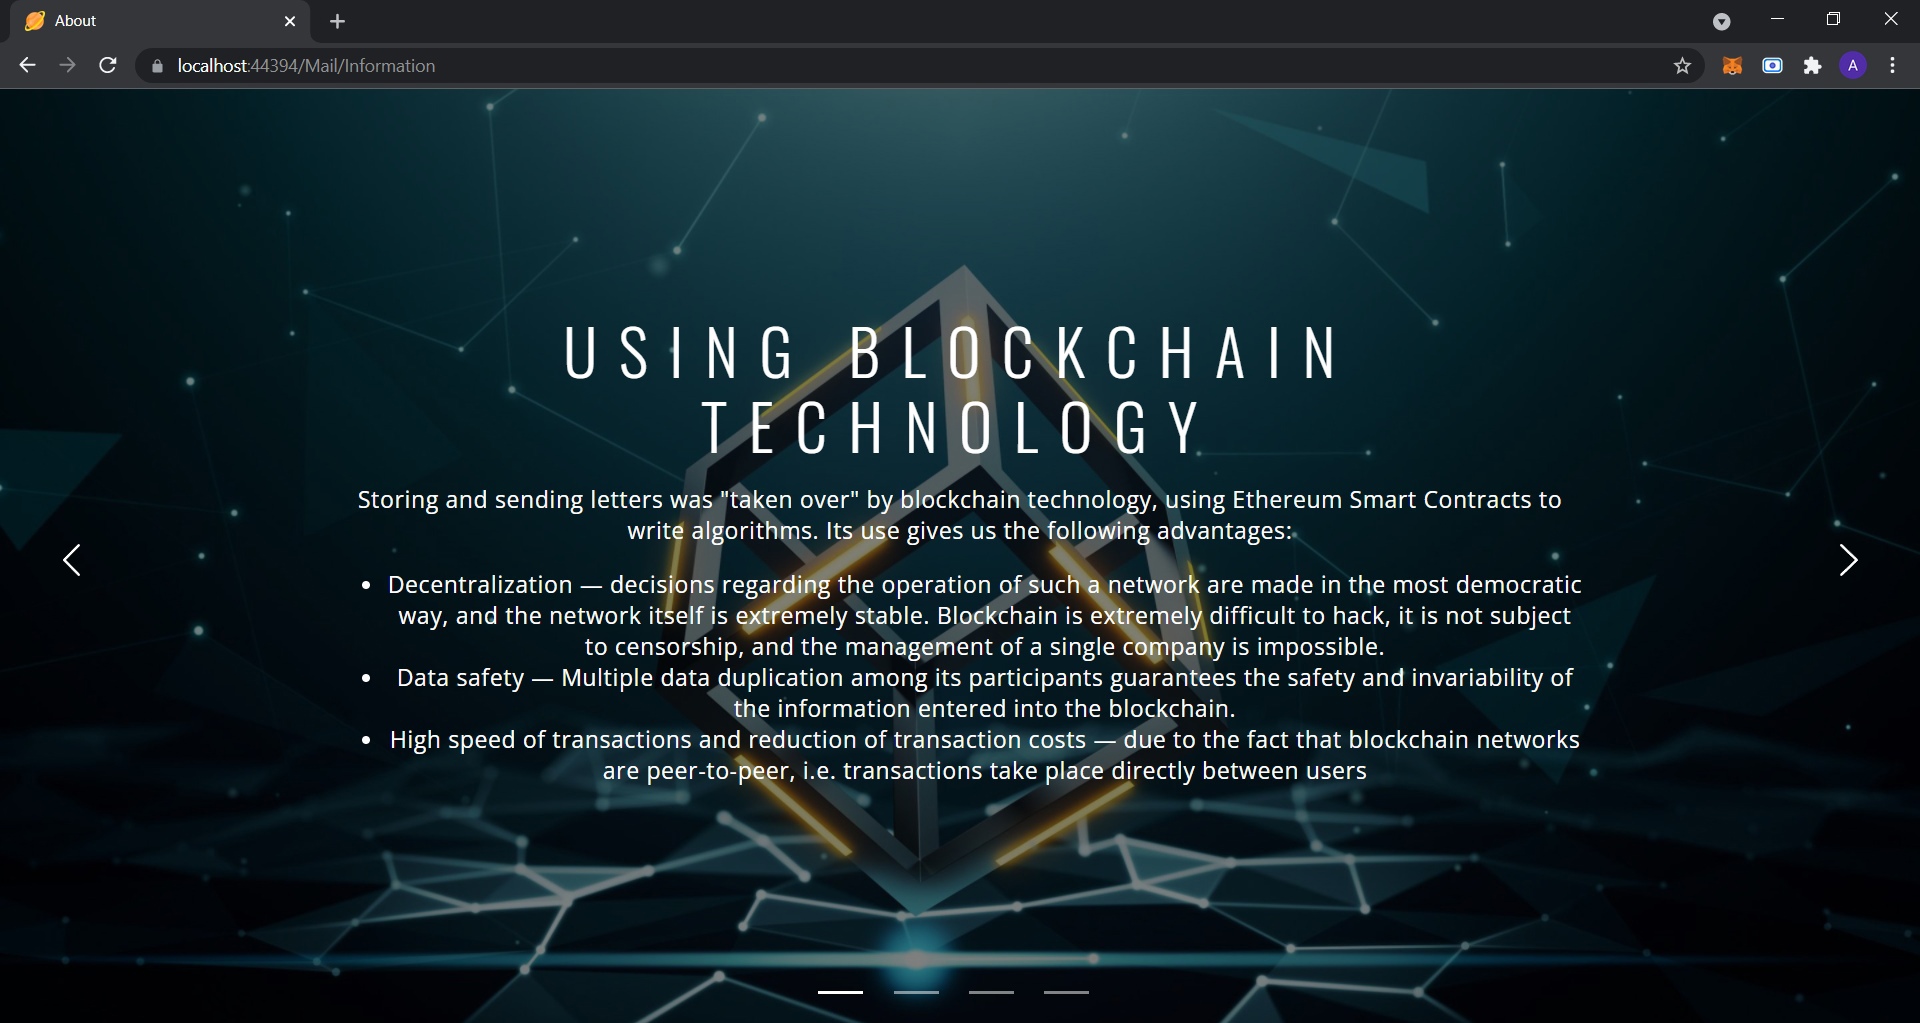 About
localhost:44394/Mail/Information
A
USING BLOCKCHAIN
TECHNOLOGY
Storing and sending letters was "taken over" by blockchain technology, using Ethereum Smart Contracts to
write algorithms. Its use gives us the following advantages:
• Decentralization — decisions regarding the operation of such a network are made in the most democratic
way, and the network itself is extremely stable. Blockchain is extremely difficult to hack, it is not subject
to censorship, and the management of a single company is impossible.
• Data safety — Multiple data duplication among its participants guarantees the safety and invariability of
the information entered into the blockchain.
• High speed of transactions and reduction of transaction costs — due to the fact that blockchain networks
are peer-to-peer, i.e. transactions take place directly between users